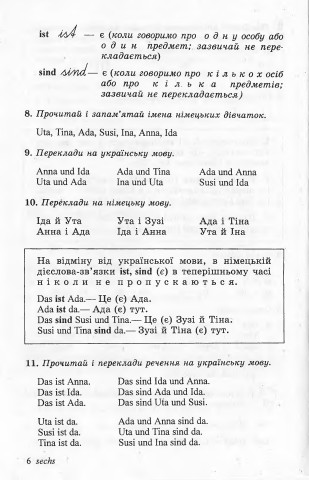 ist ist — є (коли говоримо про одну особу або
один предмет; зазвичай не пере-
кладається)
sind sind — є (коли говоримо про кількох осіб
або про кілька предметів;
зазвичай не перекладається)
8. Прочитай і запам'ятай імена німецьких дівчаток.
Uta, Tina, Ada, Susi, Ina, Anna, Ida
9. Переклади на українську мову.
Anna und Ida Ada und Tina Ada und Anna
Uta und Ada Ina und Uta Susi und Ida
10. Переклади на німецьку мову.
Іда й Ута Ута і Зузі Ада і Тіна
Анна і Ада Іда і Анна Ута й Іна
На відміну від української мови, в німецькій
дієслова-зв'язки ist, sind (є) в теперішньому часі
ніколи не пропускаються.
Das ist Ada.— Це (є) Ада.
Ada ist da.— Ада (є) тут.
Das sind Susi und Tina.— Це (є) Зузі й Тіна.
Susi und Tina sind da.— Зузі й Тіна (є) тут.
11. Прочитай і переклади речення на українську мову.
Das ist Anna. Das sind Ida und Anna.
Das ist Ida. Das sind Ada und Ida.
Das ist Ada. Das sind Uta und Susi.
Uta ist da. Ada und Anna sind da.
Susi ist da. Uta und Tina sind da.
Tina ist da. Susi und Ina sind da.
6 sechs